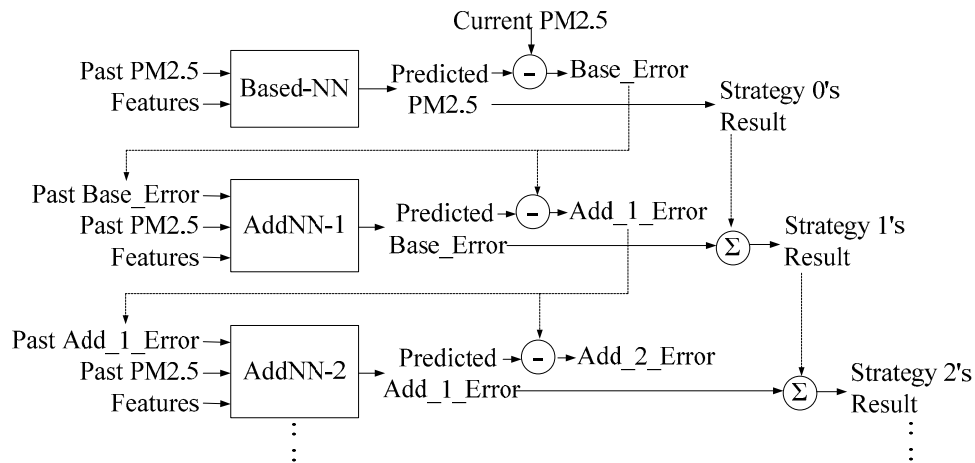 Current PM2.5
Past PM2.5
Features
Based-NN
Predicted
PM2.5
-
Base_Error
Strategy 0's
Result
Past Base_Error
Past PM2.5
Features
AddNN-1
Predicted
Base_Error
-
Add_1_Error
Σ
Strategy 1's
Result
Past Add_1_Error
Past PM2.5
Features
AddNN-2
Predicted
Add_1_Error
-
Add_2_Error
Σ
Strategy 2's
Result